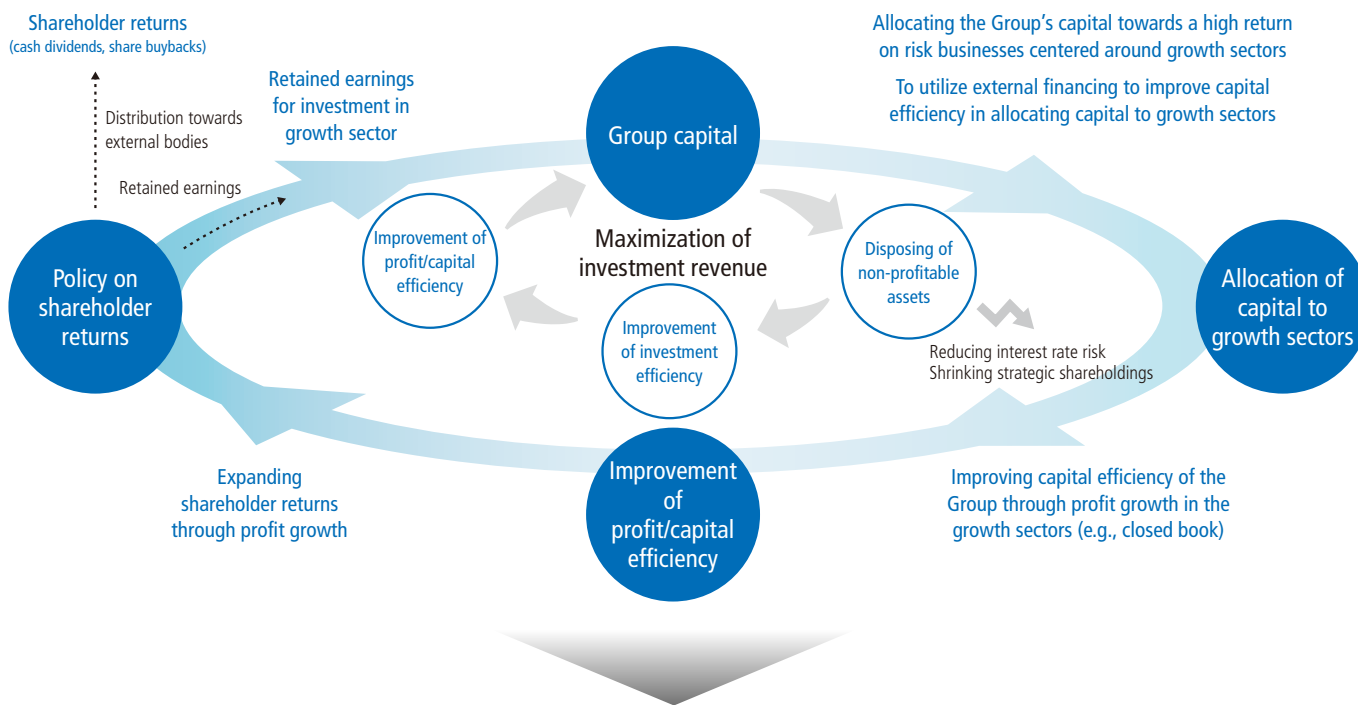 Shareholder returns
(cash dividends, share buybacks)
Distribution towards
external bodies
Retained earnings
Retained earnings
for investment in
growth sector
Group capital
Allocating the Group’s capital towards a high return
on risk businesses centered around growth sectors
To utilize external financing to improve capital
efficiency in allocating capital to growth sectors
Policy on
shareholder
returns
Improvement of
profit/capital
efficiency
Maximization of
investment revenue
Disposing of
non-profitable
assets
Improvement
of investment
efficiency
Reducing interest rate risk
Shrinking strategic shareholdings
Allocation of
capital to
growth sectors
Expanding
shareholder returns
through profit growth
Improvement
of
profit/capital
efficiency
Improving capital efficiency of the
Group through profit growth in the
growth sectors (e.g., closed book)